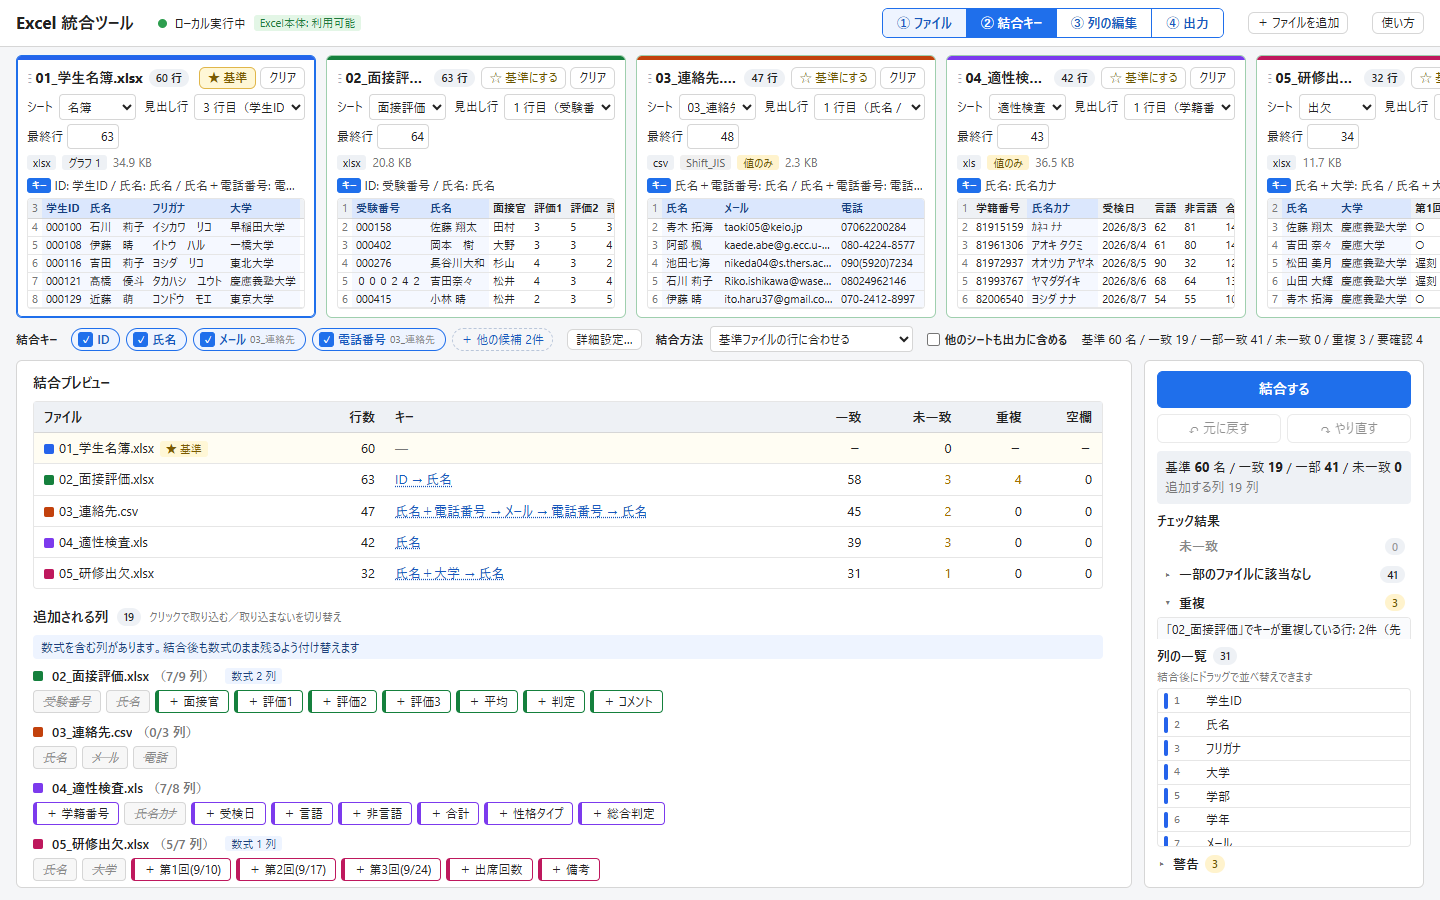 Excel 統合ツール ローカル実行中 Excel本体: 利用可能 ① ファイル ② 結合キー ③ 列の編集 ④ 出力 ＋ ファイルを追加 使い方
01_学生名簿.xlsx 60 行 ★ 基準 クリア
シート 名簿 見出し行 3 行目（学生ID
最終行 63
xlsx グラフ 1 34.9 KB
キー ID: 学生ID / 氏名: 氏名 / 氏名＋電話番号: 電...
3 学生ID 氏名 フリガナ 大学
4 000100 石川 莉子 イシカワ リコ 早稲田大学
5 000108 伊藤 晴 イトウ ハル 一橋大学
6 000116 吉田 莉子 ヨシダ リコ 東北大学
7 000121 高橋 優斗 タカハシ ユウト 慶應義塾大学
8 000129 近藤 萌 コンドウ モエ 東京大学
02_面接評... 63 行 ☆ 基準にする クリア
シート 面接評価 見出し行 1 行目（受験番
最終行 64
xlsx 20.8 KB
キー ID: 受験番号 / 氏名: 氏名
1 受験番号 氏名 面接官 評価1 評価2
2 000158 佐藤 翔太 田村 3 5 3
3 000402 岡本 樹 大野 3 3 4
4 000276 長谷川大和 杉山 4 3 2
5 ０００２４２ 吉田奈々 松井 4 3 4
6 000415 小林 晴 松井 2 3 5
03_連絡先.... 47 行 ☆ 基準にする クリア
シート 03_連絡先 見出し行 1 行目（氏名 /
最終行 48
csv Shift_JIS 値のみ 2.3 KB
キー 氏名＋電話番号: 氏名 / 氏名＋電話番号: 電話...
1 氏名 メール 電話
2 青木 拓海 taoki05@keio.jp 07062200284
3 阿部 楓 kaede.abe@g.ecc.u-... 080-4224-8577
4 池田七海 nikeda04@s.thers.ac... 090(5920)7234
5 石川 莉子 Riko.ishikawa@wase... 08024962146
6 伊藤 晴 ito.haru37@gmail.co... 070-2412-8997
04_適性検... 42 行 ☆ 基準にする クリア
シート 適性検査 見出し行 1 行目（学籍番
最終行 43
xls 値のみ 36.5 KB
キー 氏名: 氏名カナ
1 学籍番号 氏名カナ 受検日 言語 非言語
2 81915159 ｶﾈｺ ﾅﾅ 2026/8/3 62 81
3 81961306 アオキ タクミ 2026/8/4 61 80
4 81972937 オオツカ アヤネ 2026/8/5 90 32
5 81993767 ヤマダダイキ 2026/8/6 68 64
6 82006540 ヨシダ ナナ 2026/8/7 54 55
05_研修出... 32 行
シート 出欠 見出し行
最終行 34
xlsx 11.7 KB
キー 氏名＋大学: 氏名 / 氏名＋大
2 氏名 大学 第1回
3 佐藤 翔太 慶應義塾大学 ○
4 吉田 奈々 慶應大学 ○
5 松田 美月 慶應義塾大学 遅刻
6 山田 大輝 慶應義塾大学 遅刻
7 青木 拓海 慶應義塾大学 ○
結合キー ID 氏名 メール 03_連絡先 電話番号 03_連絡先 ＋ 他の候補 2件 詳細設定... 結合方法 基準ファイルの行に合わせる 他のシートも出力に含める 基準 60 名 / 一致 19 / 一部一致 41 / 未一致 0 / 重複 3 / 要確認 4
結合プレビュー
ファイル 行数 キー 一致 未一致 重複 空欄
01_学生名簿.xlsx ★ 基準 60 — – 0 – –
02_面接評価.xlsx 63 ID → 氏名 58 3 4 0
03_連絡先.csv 47 氏名＋電話番号 → メール → 電話番号 → 氏名 45 2 0 0
04_適性検査.xls 42 氏名 39 3 0 0
05_研修出欠.xlsx 32 氏名＋大学 → 氏名 31 1 0 0
追加される列 19 クリックで取り込む／取り込まないを切り替え
数式を含む列があります。結合後も数式のまま残るよう付け替えます
02_面接評価.xlsx （7/9 列） 数式 2 列
受験番号 氏名 ＋ 面接官 ＋ 評価1 ＋ 評価2 ＋ 評価3 ＋ 平均 ＋ 判定 ＋ コメント
03_連絡先.csv （0/3 列）
氏名 メール 電話
04_適性検査.xls （7/8 列）
＋ 学籍番号 氏名カナ ＋ 受検日 ＋ 言語 ＋ 非言語 ＋ 合計 ＋ 性格タイプ ＋ 総合判定
05_研修出欠.xlsx （5/7 列） 数式 1 列
氏名 大学 ＋ 第1回(9/10) ＋ 第2回(9/17) ＋ 第3回(9/24) ＋ 出席回数 ＋ 備考
結合する
↶ 元に戻す ↷ やり直す
基準 60 名 / 一致 19 / 一部 41 / 未一致 0
追加する列 19 列
チェック結果
未一致 0
一部のファイルに該当なし 41
重複 3
「02_面接評価」でキーが重複している行: 2件（先
列の一覧 31
結合後にドラッグで並べ替えできます
1 学生ID
2 氏名
3 フリガナ
4 大学
5 学部
6 学年
7 メール
警告 3